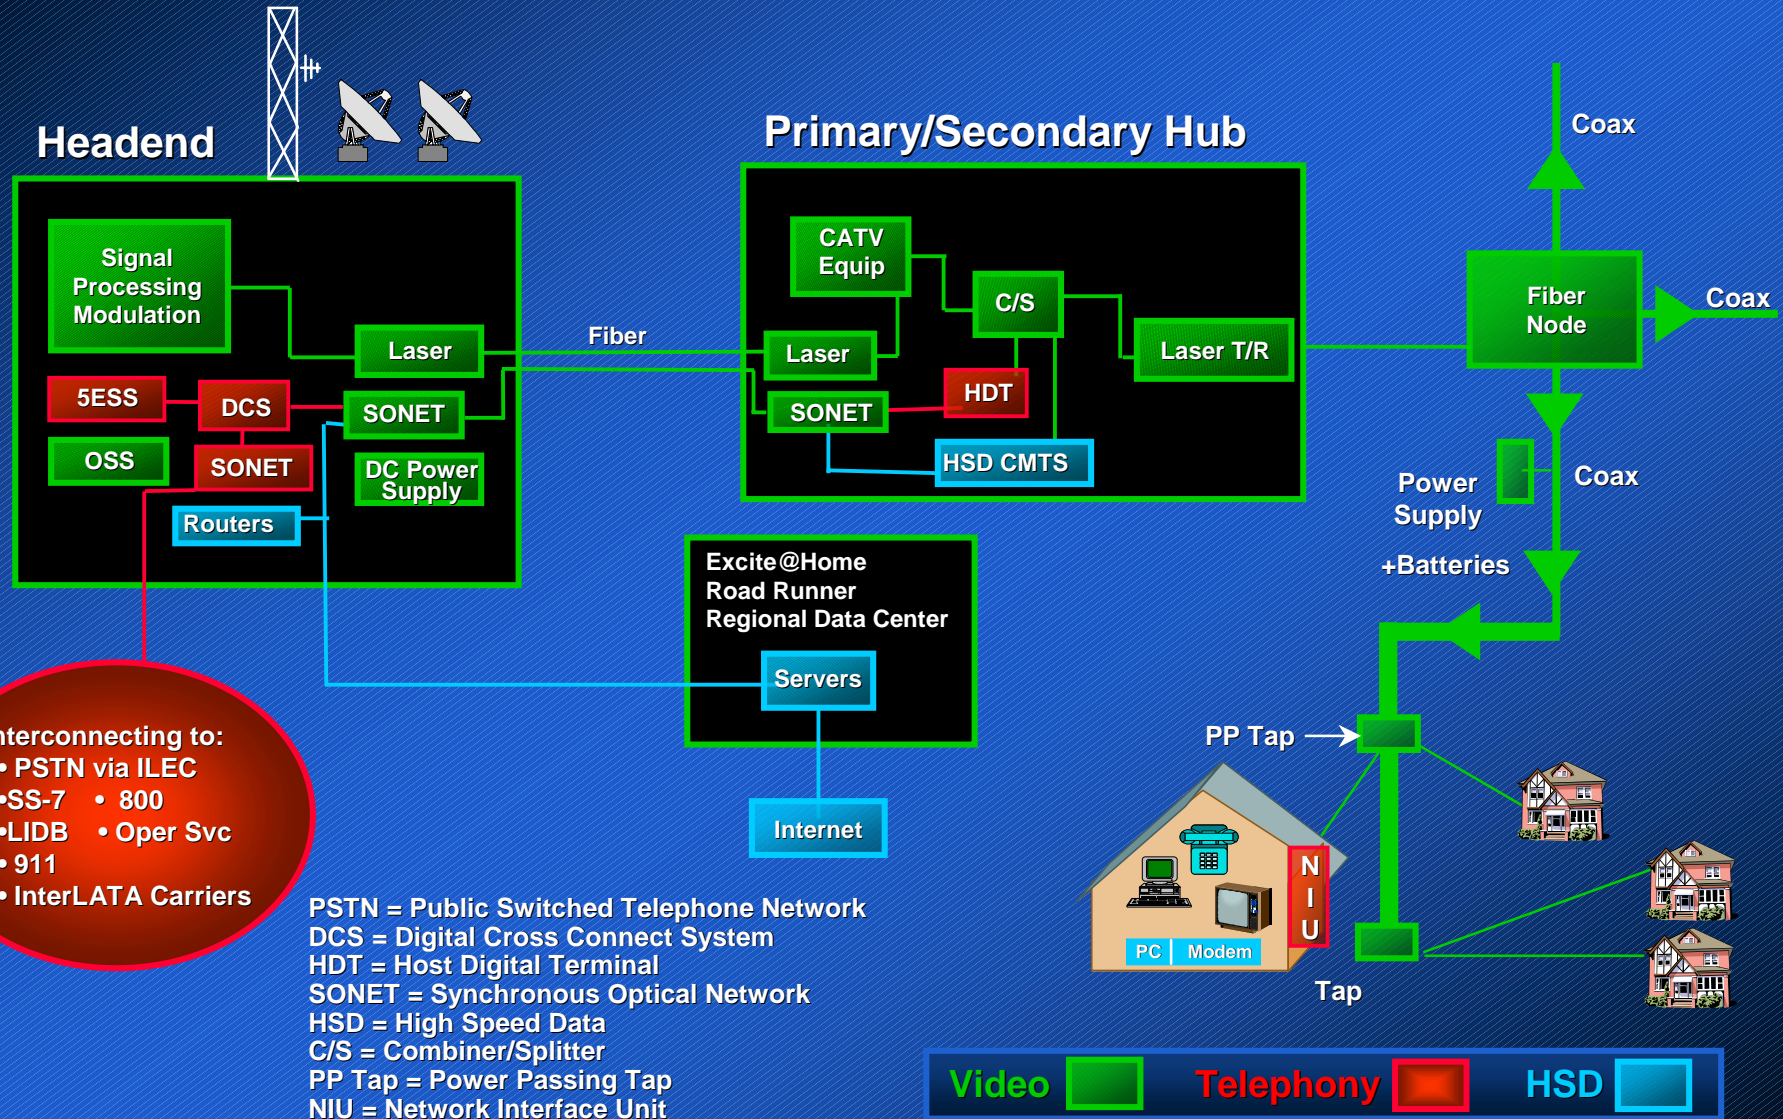 Headend
Primary/Secondary Hub
Coax
Signal
Processing
Modulation
Laser
5ESS
DCS
SONET
OSS
SONET
DC Power
Supply
Routers
Fiber
CATV
Equip
C/S
Laser
Laser T/R
HDT
SONET
HSD CMTS
Fiber
Node
Coax
Power
Supply
+Batteries
Coax
Excite@Home
Road Runner
Regional Data Center
Servers
Internet
nterconnecting to:
• PSTN via ILEC
•SS-7 • 800
•LIDB • Oper Svc
• 911
• InterLATA Carriers
PP Tap
N
I
U
PC Modem
Tap
PSTN = Public Switched Telephone Network
DCS = Digital Cross Connect System
HDT = Host Digital Terminal
SONET = Synchronous Optical Network
HSD = High Speed Data
C/S = Combiner/Splitter
PP Tap = Power Passing Tap
NIU = Network Interface Unit
Video Telephony HSD